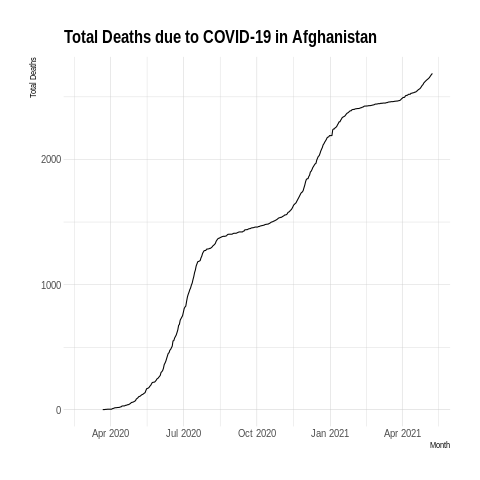 Total Deaths due to COVID-19 in Afghanistan
Total Deaths
2000
1000
0
Apr 2020 Jul 2020 Oct 2020 Jan 2021 Apr 2021
Month